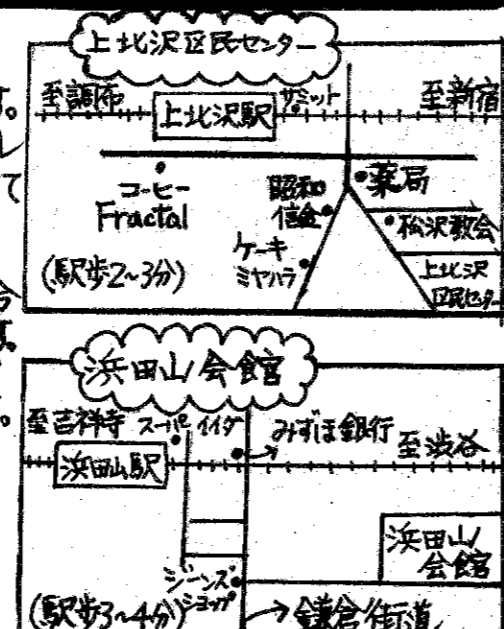 上北沢区民センター
至調布
上北沢駅
サミット
至新宿
コーヒー
Fractal
昭和
信金
薬局
松沢教会
ケーキ
ミヤハラ
上北沢
区民センター
(駅歩2~3分)
浜田山会館
至吉祥寺
スーパー
イイダ
みずほ銀行
至渋谷
浜田山駅
浜田山
会館
ジーンズ
ショップ
(駅歩3~4分)
鎌倉街道